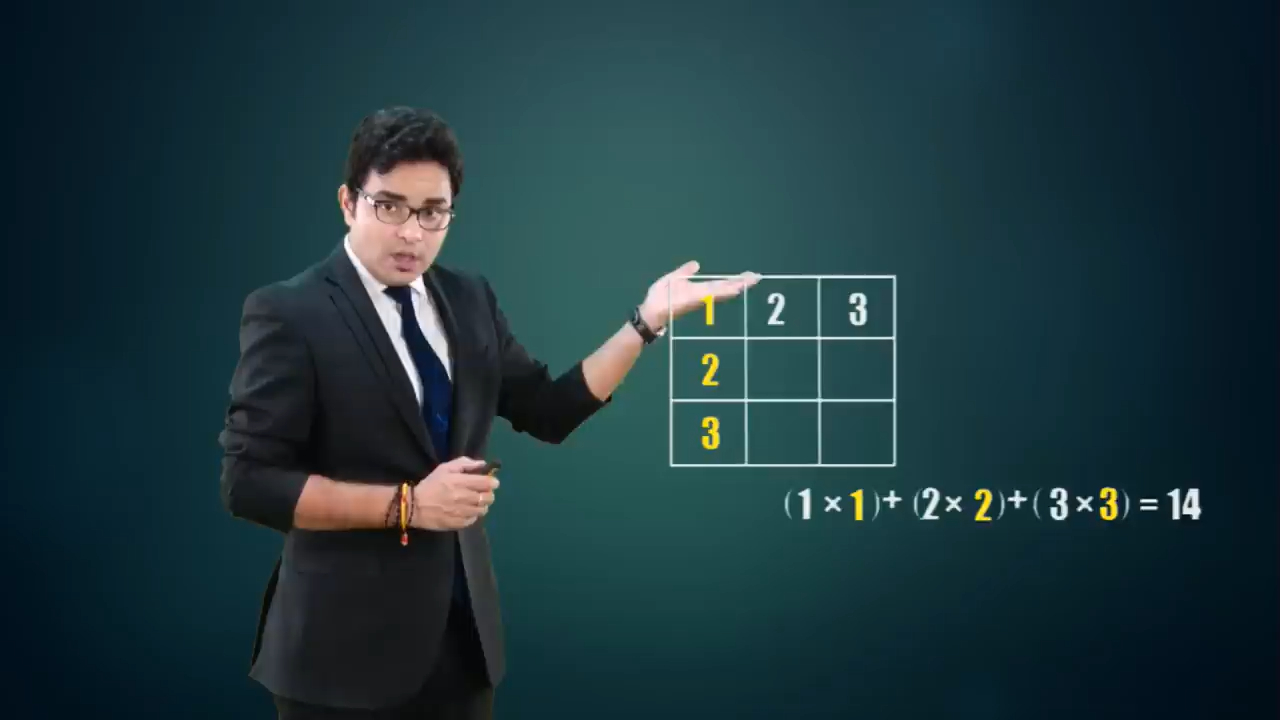 1 2 3
2
3
(1 × 1)+ (2× 2)+( 3×3) = 14